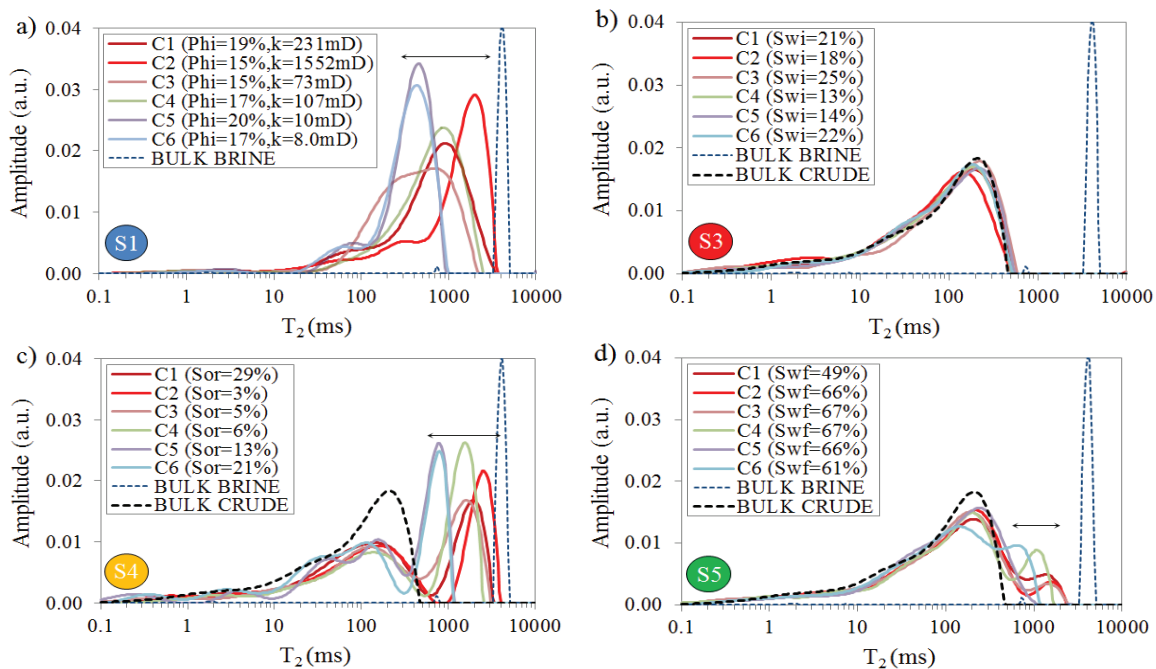 a)
0.04
0.03
0.02
0.01
0.00
Amplitude (a.u.)
C1 (Phi=19%,k=231mD)
C2 (Phi=15%,k=1552mD)
C3 (Phi=15%,k=73mD)
C4 (Phi=17%,k=107mD)
C5 (Phi=20%,k=10mD)
C6 (Phi=17%,k=8.0mD)
BULK BRINE
S1
0.1 1 10 100 1000 10000
T2 (ms)
b)
0.04
0.03
0.02
0.01
0.00
Amplitude (a.u.)
C1 (Swi=21%)
C2 (Swi=18%)
C3 (Swi=25%)
C4 (Swi=13%)
C5 (Swi=14%)
C6 (Swi=22%)
BULK BRINE
BULK CRUDE
S3
0.1 1 10 100 1000 10000
T2 (ms)
c)
0.04
0.03
0.02
0.01
0.00
Amplitude (a.u.)
C1 (Sor=29%)
C2 (Sor=3%)
C3 (Sor=5%)
C4 (Sor=6%)
C5 (Sor=13%)
C6 (Sor=21%)
BULK BRINE
BULK CRUDE
S4
0.1 1 10 100 1000 10000
T2 (ms)
d)
0.04
0.03
0.02
0.01
0.00
Amplitude (a.u.)
C1 (Swf=49%)
C2 (Swf=66%)
C3 (Swf=67%)
C4 (Swf=67%)
C5 (Swf=66%)
C6 (Swf=61%)
BULK BRINE
BULK CRUDE
S5
0.1 1 10 100 1000 10000
T2 (ms)